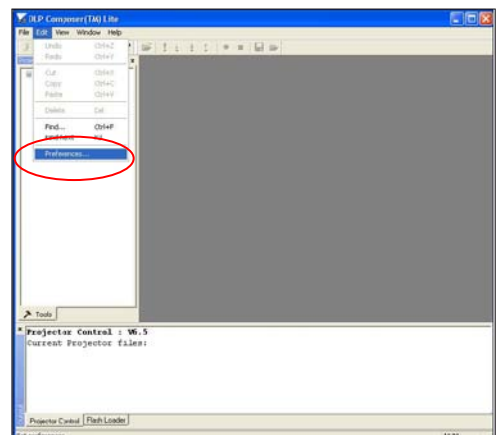 DLP Composer(TM) Lite
File Edit View Window Help
Undo Ctrl+Z
Redo Ctrl+Y
Cut Ctrl+X
Copy Ctrl+C
Paste Ctrl+V
Delete Del
Find... Ctrl+F
Preferences...
Tools
Projector Control : V6.5
Current Projector files:
Projector Control Flash Loader